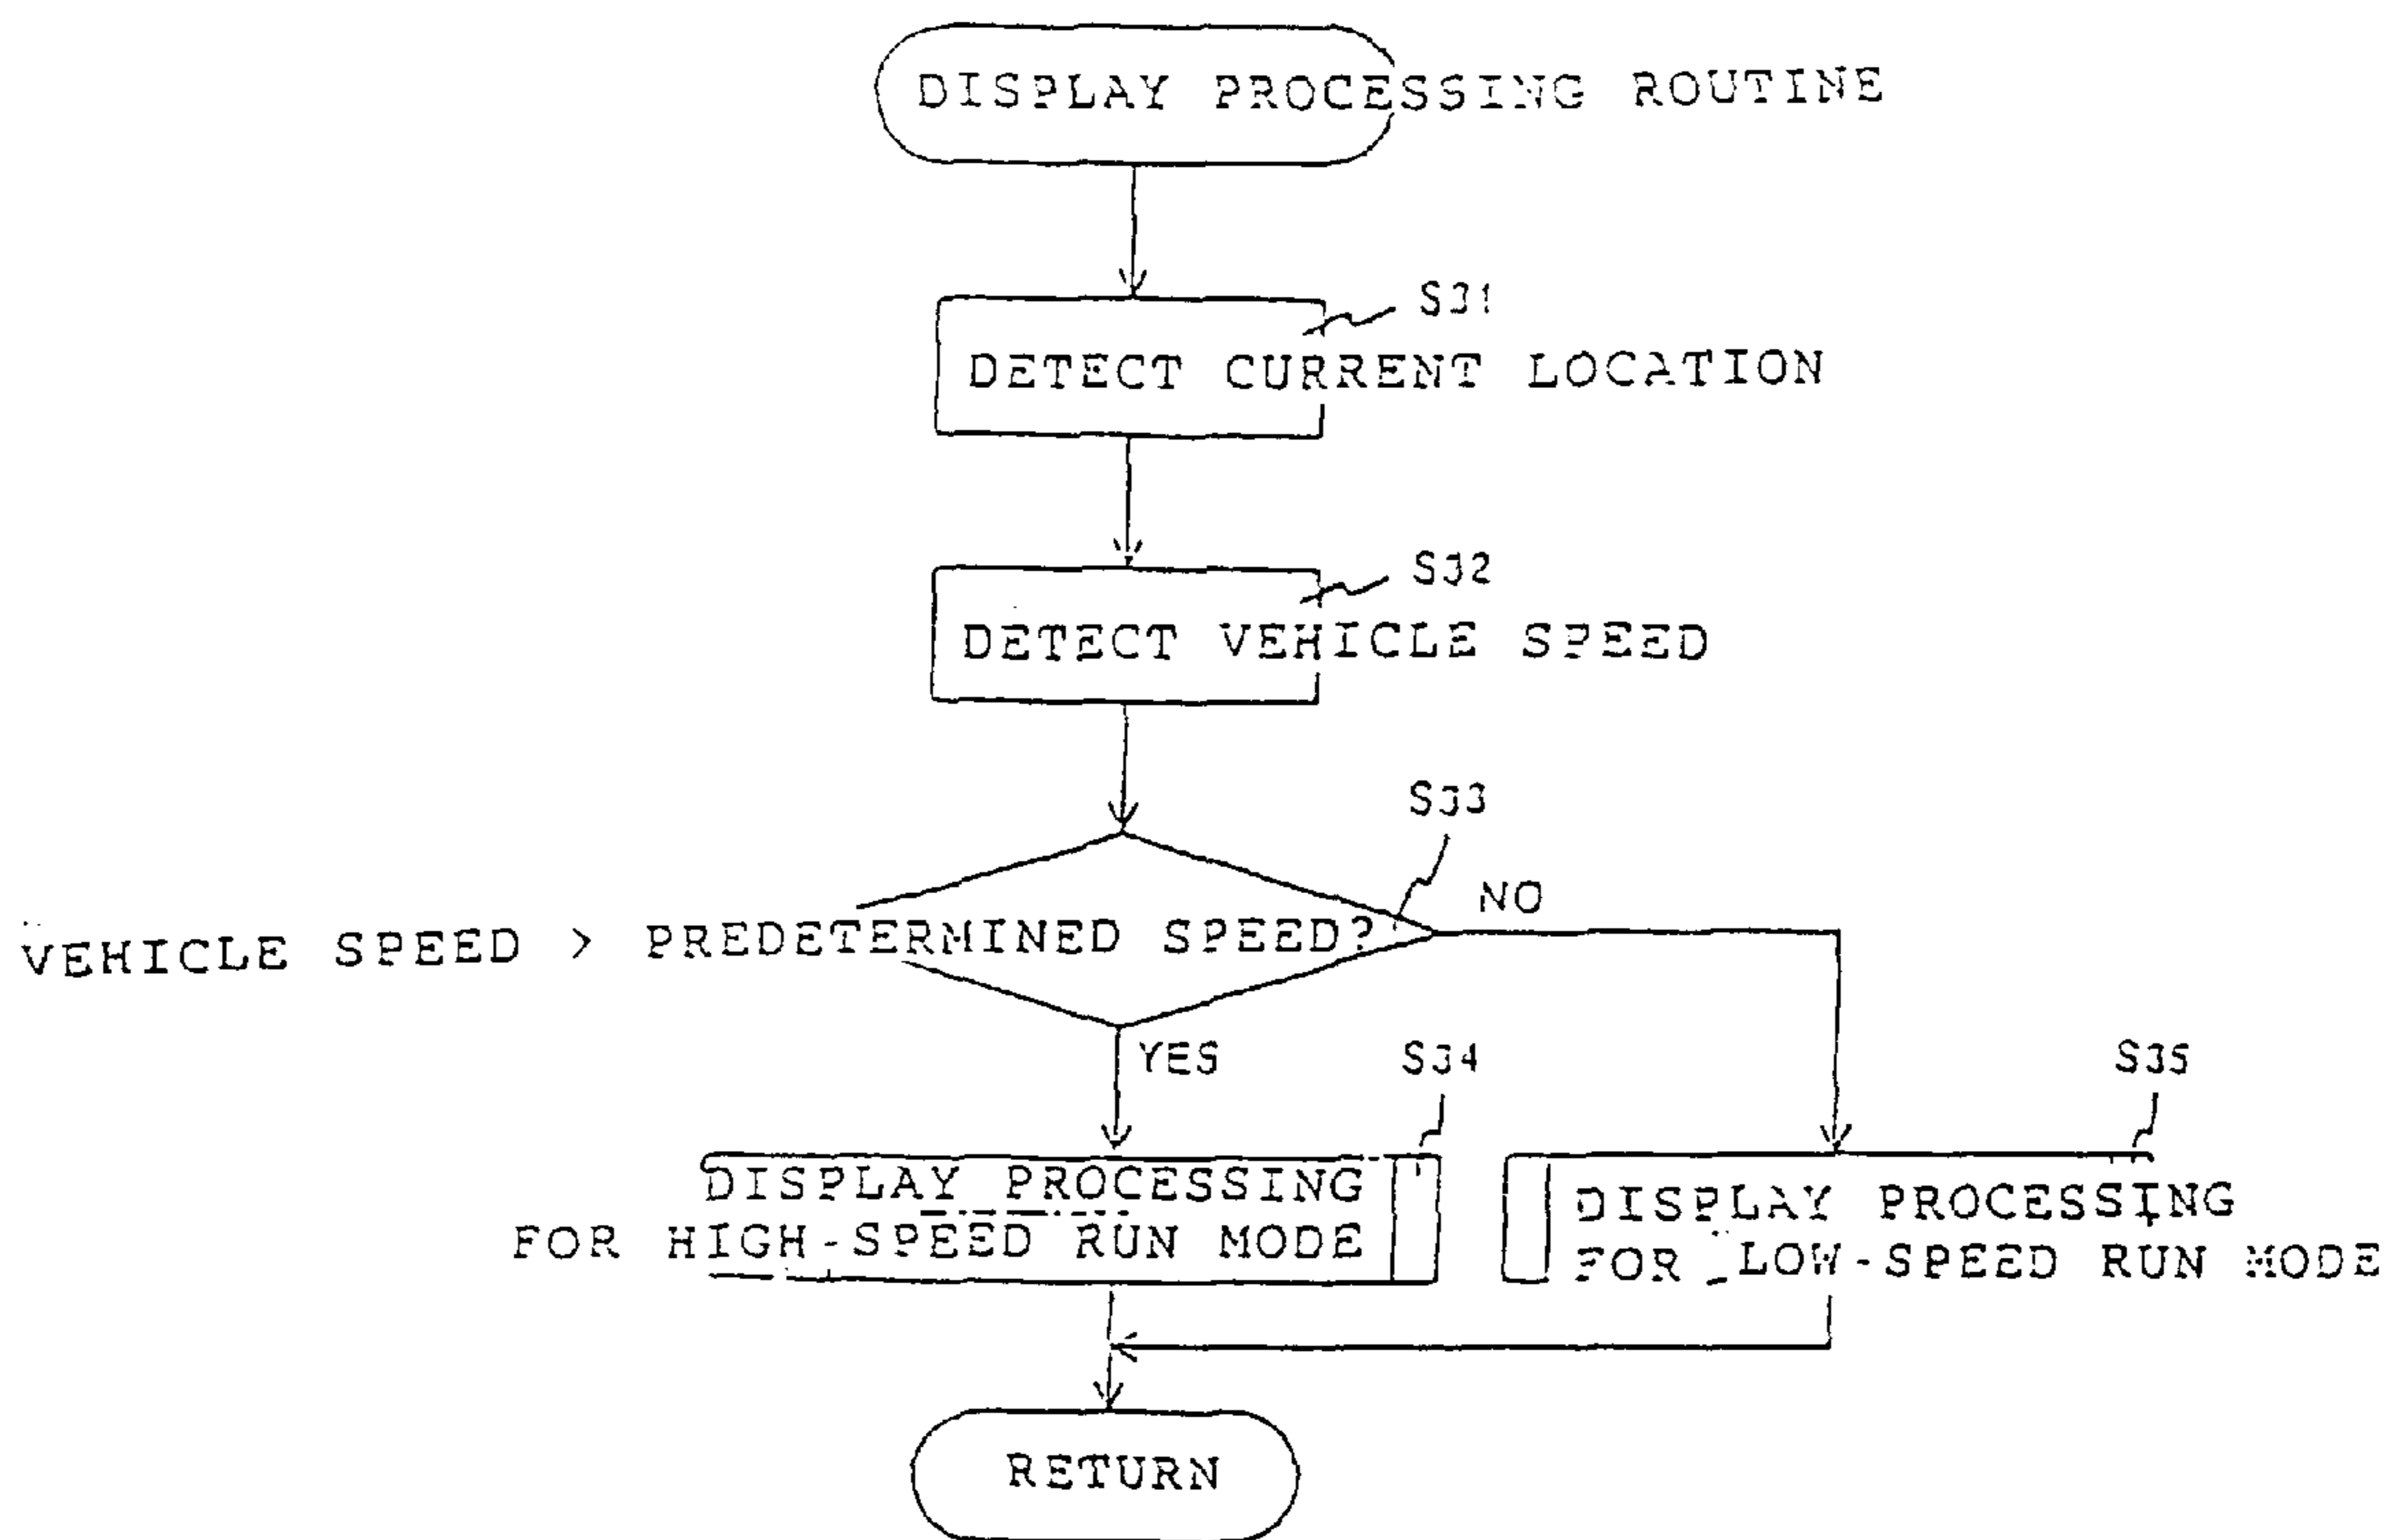 DISPLAY PROCESSING ROUTINE
S31
DETECT CURRENT LOCATION
S32
DETECT VEHICLE SPEED
S33
NO
VEHICLE SPEED > PREDETERMINED SPEED?
YES
S34
S35
DISPLAY PROCESSING
FOR HIGH-SPEED RUN MODE
DISPLAY PROCESSING
FOR LOW-SPEED RUN MODE
RETURN